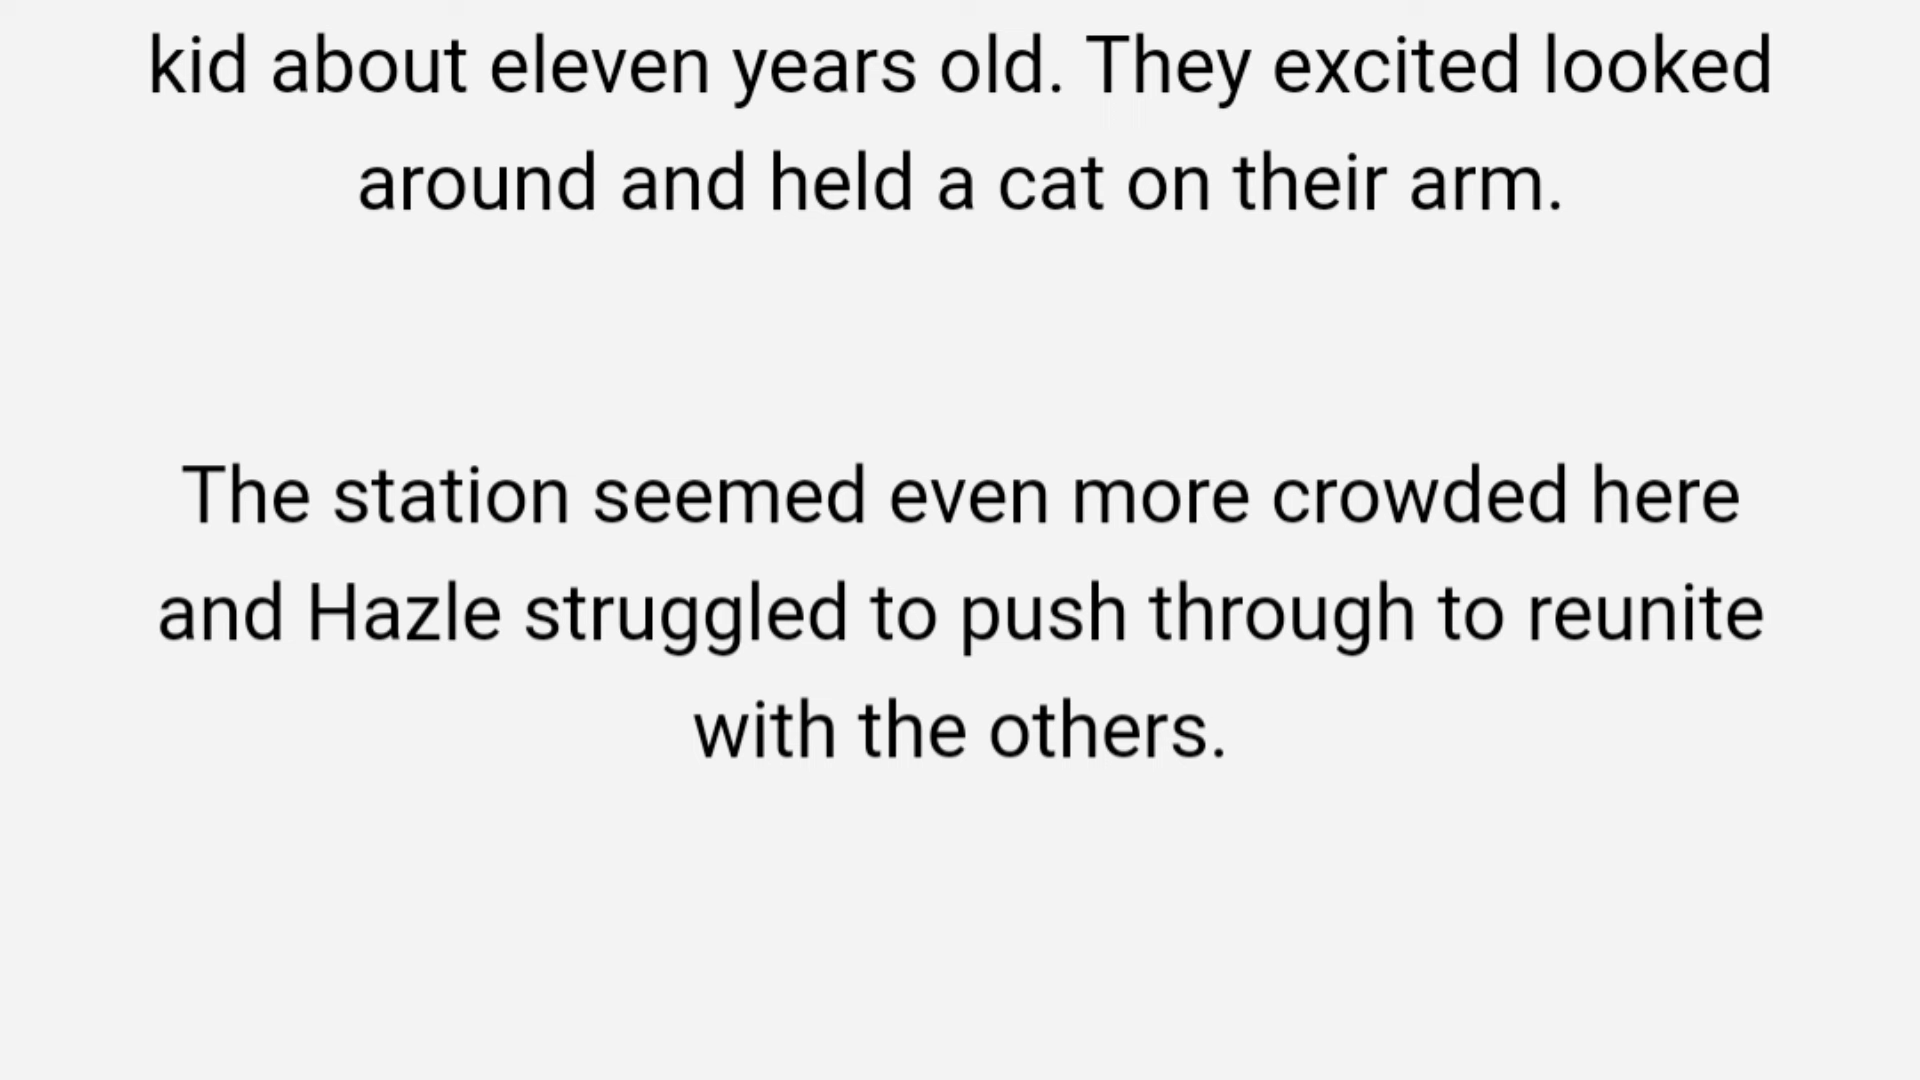 kid about eleven years old. They excited looked
around and held a cat on their arm.
The station seemed even more crowded here
and Hazle struggled to push through to reunite
with the others.